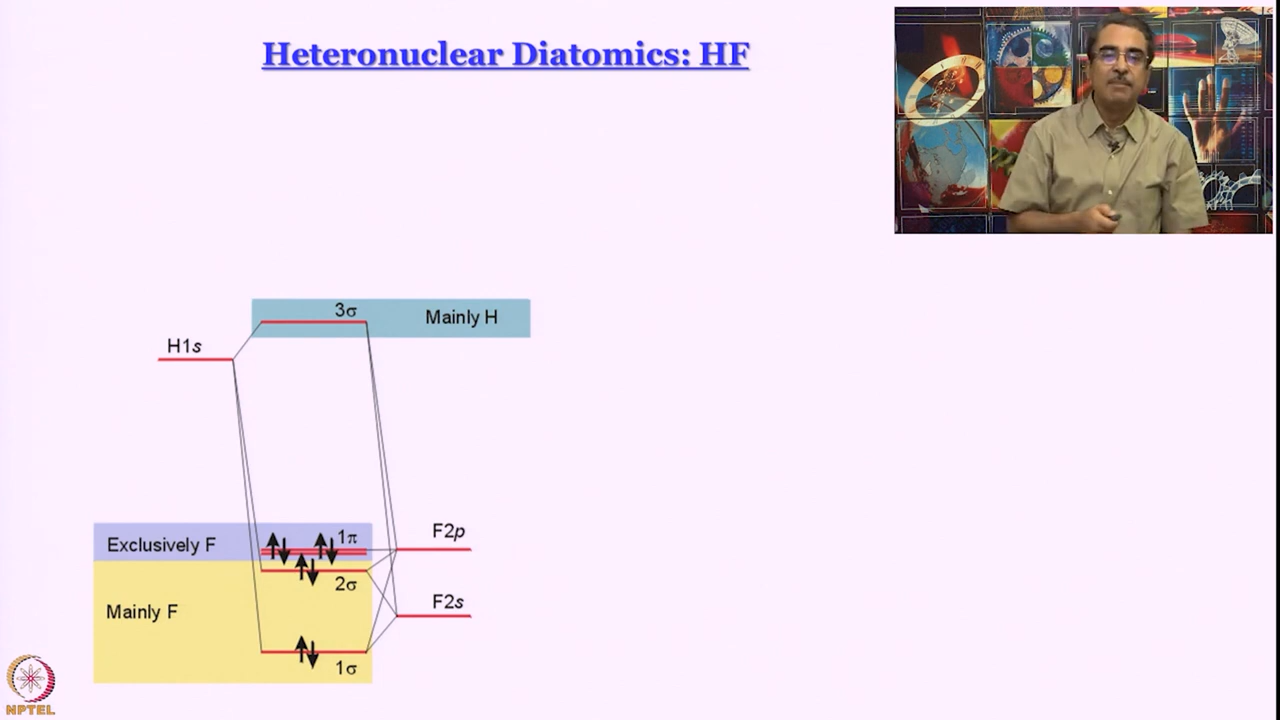 Heteronuclear Diatomics: HF
3σ
Mainly H
H1s
Exclusively F
1π
F2p
2σ
F2s
Mainly F
1σ
NPTEL